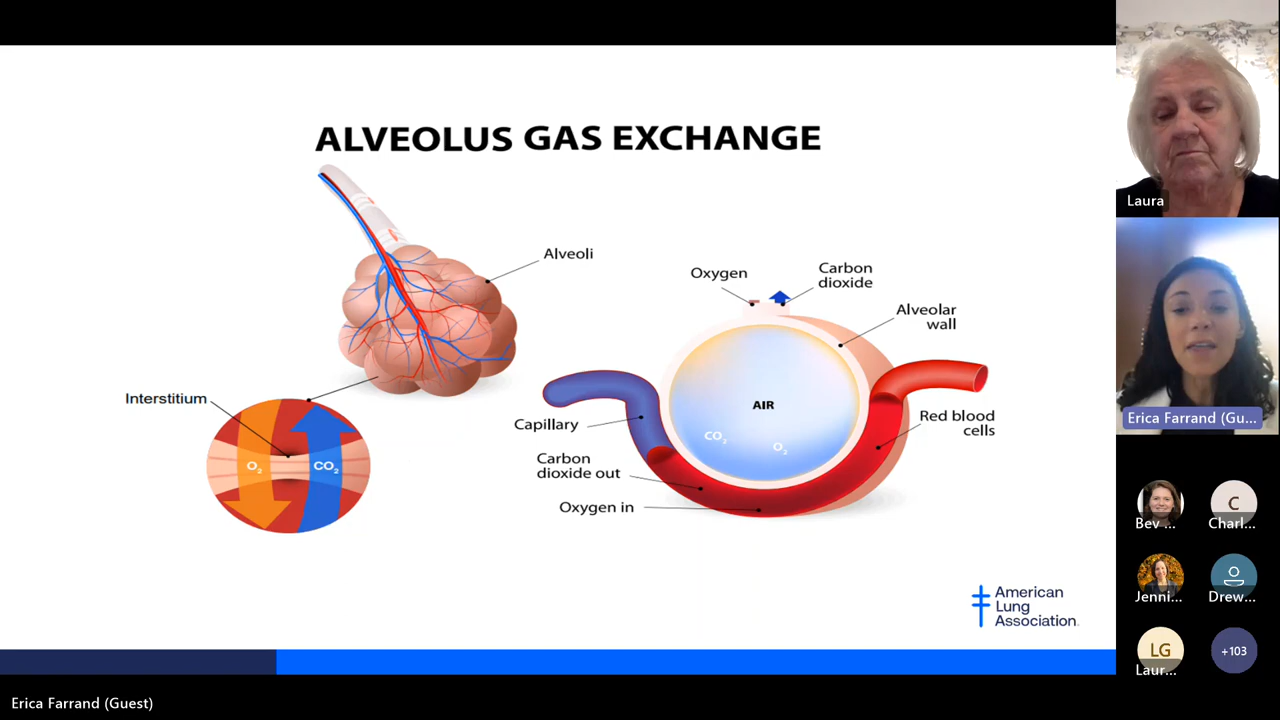 ALVEOLUS GAS EXCHANGE
Alveoli
Interstitium
O2
CO2
Oxygen
Carbon
dioxide
Alveolar
wall
AIR
CO2
O2
Capillary
Carbon
dioxide out
Oxygen in
Red blood
cells
American
Lung
Association.
Laura
Erica Farrand (Gu...
Bev ...
C
Charl...
Jenni...
Drew...
LG
Laur...
+103
Erica Farrand (Guest)